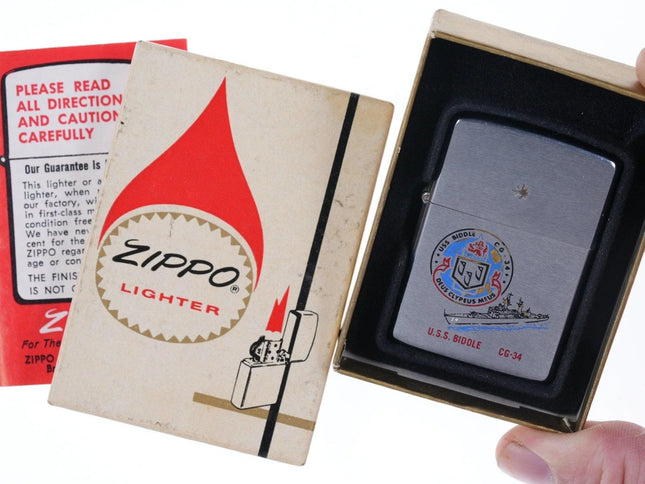 PLEASE READ
ALL DIRECTION
AND CAUTION
CAREFULLY
Our Guarantee is
This lighter or a
lighter, when
our factory, wi
in first-class m
condition free
We have nev
cent for the
ZIPPO regar
age or con
THE FINIS
IS NOT
For The
ZIPPO
ZIPPO®
LIGHTER
USS BIDDLE CG-34
DEUS CLYPEUS MEUS
U.S.S. BIDDLE CG-34